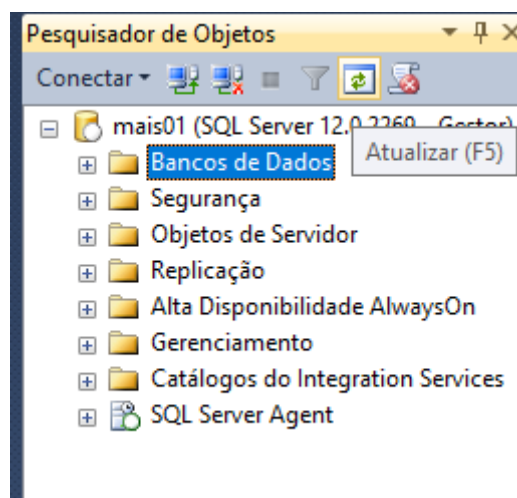 Pesquisador de Objetos
Conectar
mais01 (SQL Server 12.0.2269 - Gestor)
Atualizar (F5)
Bancos de Dados
Segurança
Objetos de Servidor
Replicação
Alta Disponibilidade AlwaysOn
Gerenciamento
Catálogos do Integration Services
SQL Server Agent